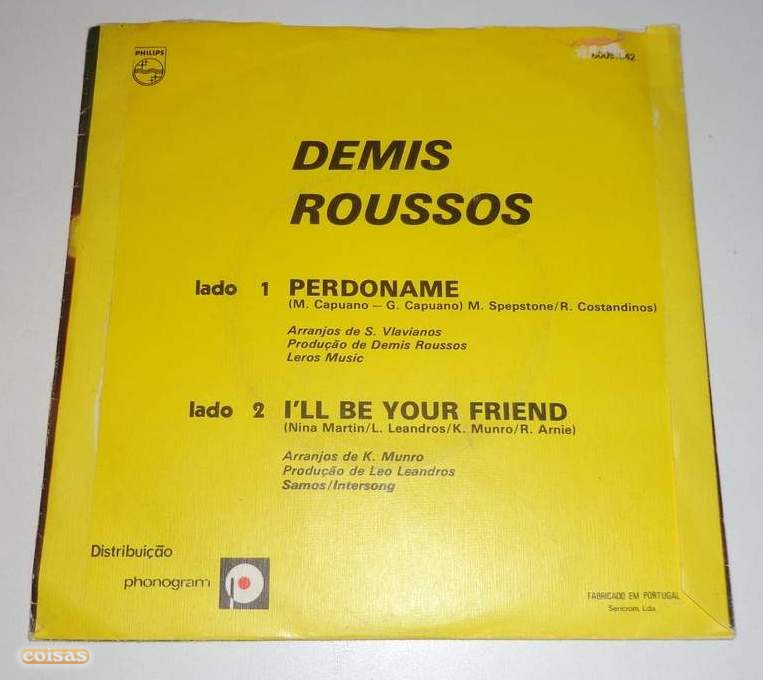 PHILIPS
DEMIS
ROUSSOS
lado 1 PERDONAME
(M. Capuano – G. Capuano) M. Spepstone/R. Costandinos)
Arranjos de S. Vlavianos
Produção de Demis Roussos
Leros Music
lado 2 I'LL BE YOUR FRIEND
(Nina Martin/L. Leandros/K. Munro/R. Arnie)
Arranjos de K. Munro
Produção de Leo Leandros
Samos/Intersong
Distribuição
phonogram
FABRICADO EM PORTUGAL
Sericrom, Lda.
coisas